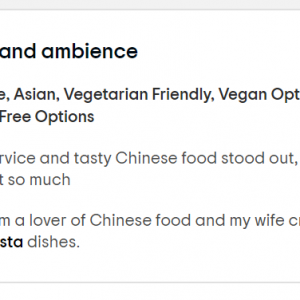 and ambience
e, Asian, Vegetarian Friendly, Vegan Opt
Free Options
rvice and tasty Chinese food stood out,
t so much
m a lover of Chinese food and my wife cr
sta dishes.